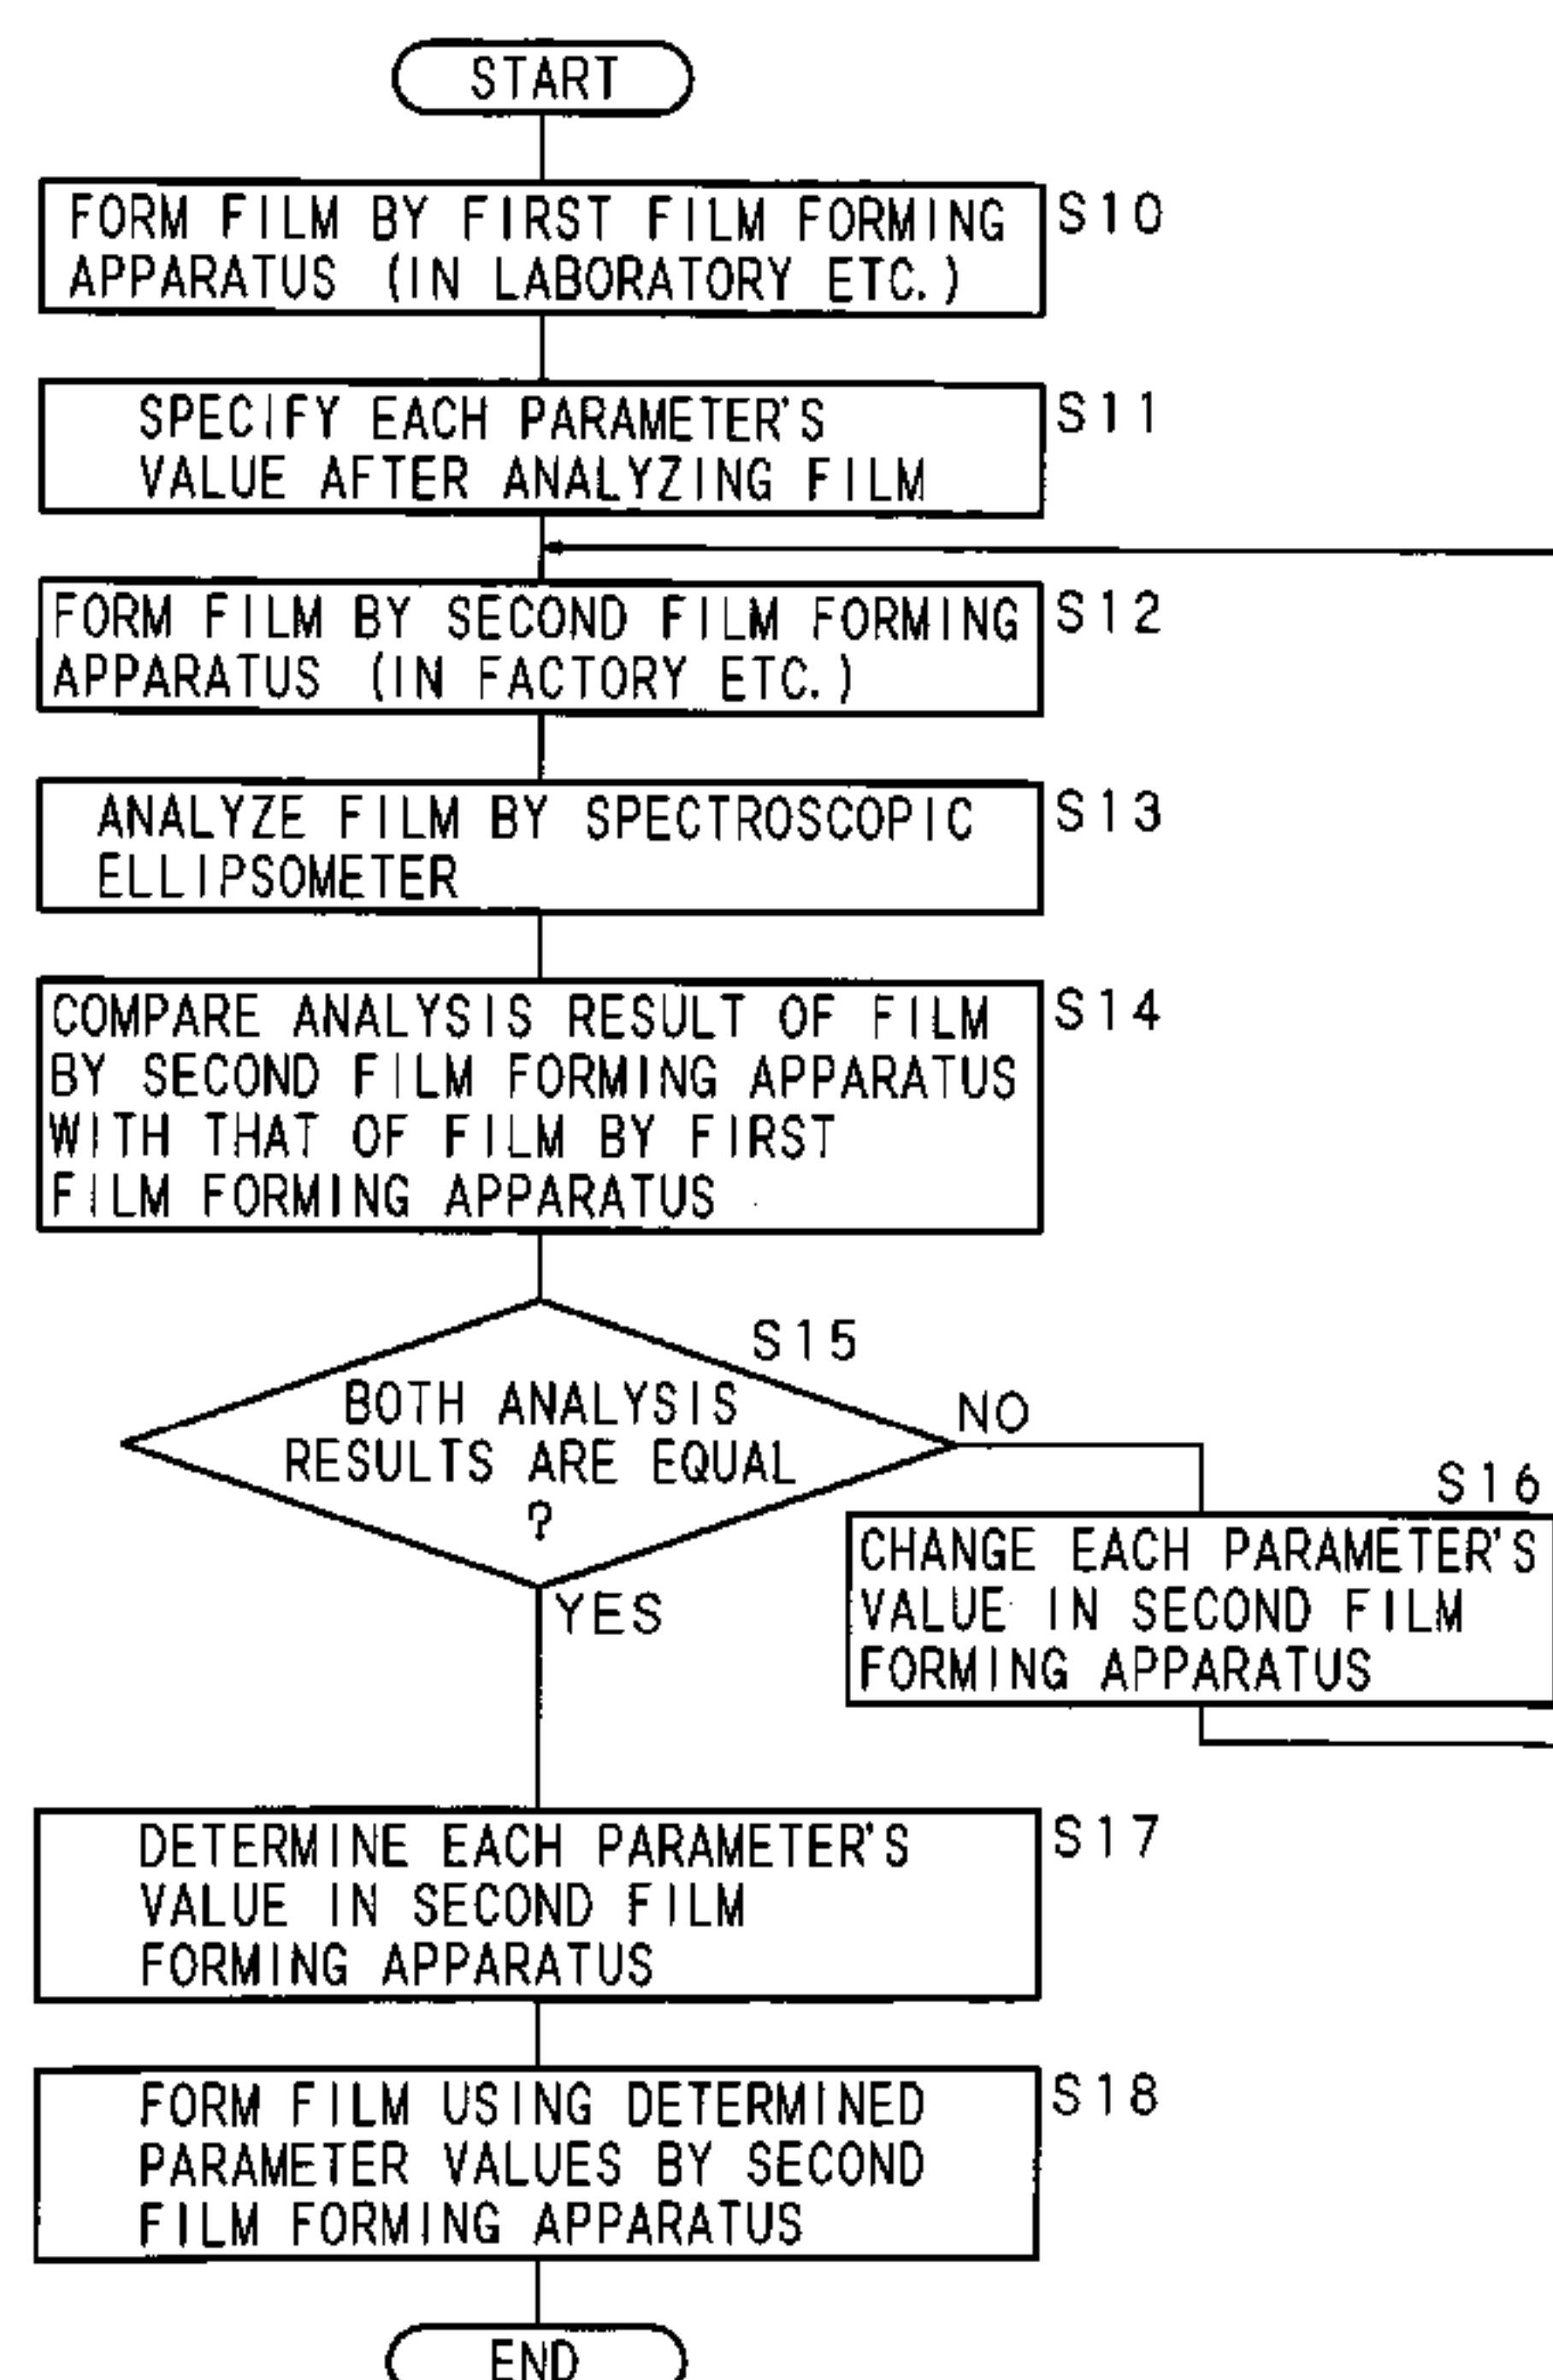 START
FORM FILM BY FIRST FILM FORMING
APPARATUS (IN LABORATORY ETC.)
S10
SPECIFY EACH PARAMETER'S
VALUE AFTER ANALYZING FILM
S11
FORM FILM BY SECOND FILM FORMING
APPARATUS (IN FACTORY ETC.)
S12
ANALYZE FILM BY SPECTROSCOPIC
ELLIPSOMETER
S13
COMPARE ANALYSIS RESULT OF FILM
BY SECOND FILM FORMING APPARATUS
WITH THAT OF FILM BY FIRST
FILM FORMING APPARATUS
S14
S15
BOTH ANALYSIS
RESULTS ARE EQUAL
?
NO
YES
S16
CHANGE EACH PARAMETER'S
VALUE IN SECOND FILM
FORMING APPARATUS
DETERMINE EACH PARAMETER'S
VALUE IN SECOND FILM
FORMING APPARATUS
S17
FORM FILM USING DETERMINED
PARAMETER VALUES BY SECOND
FILM FORMING APPARATUS
S18
END